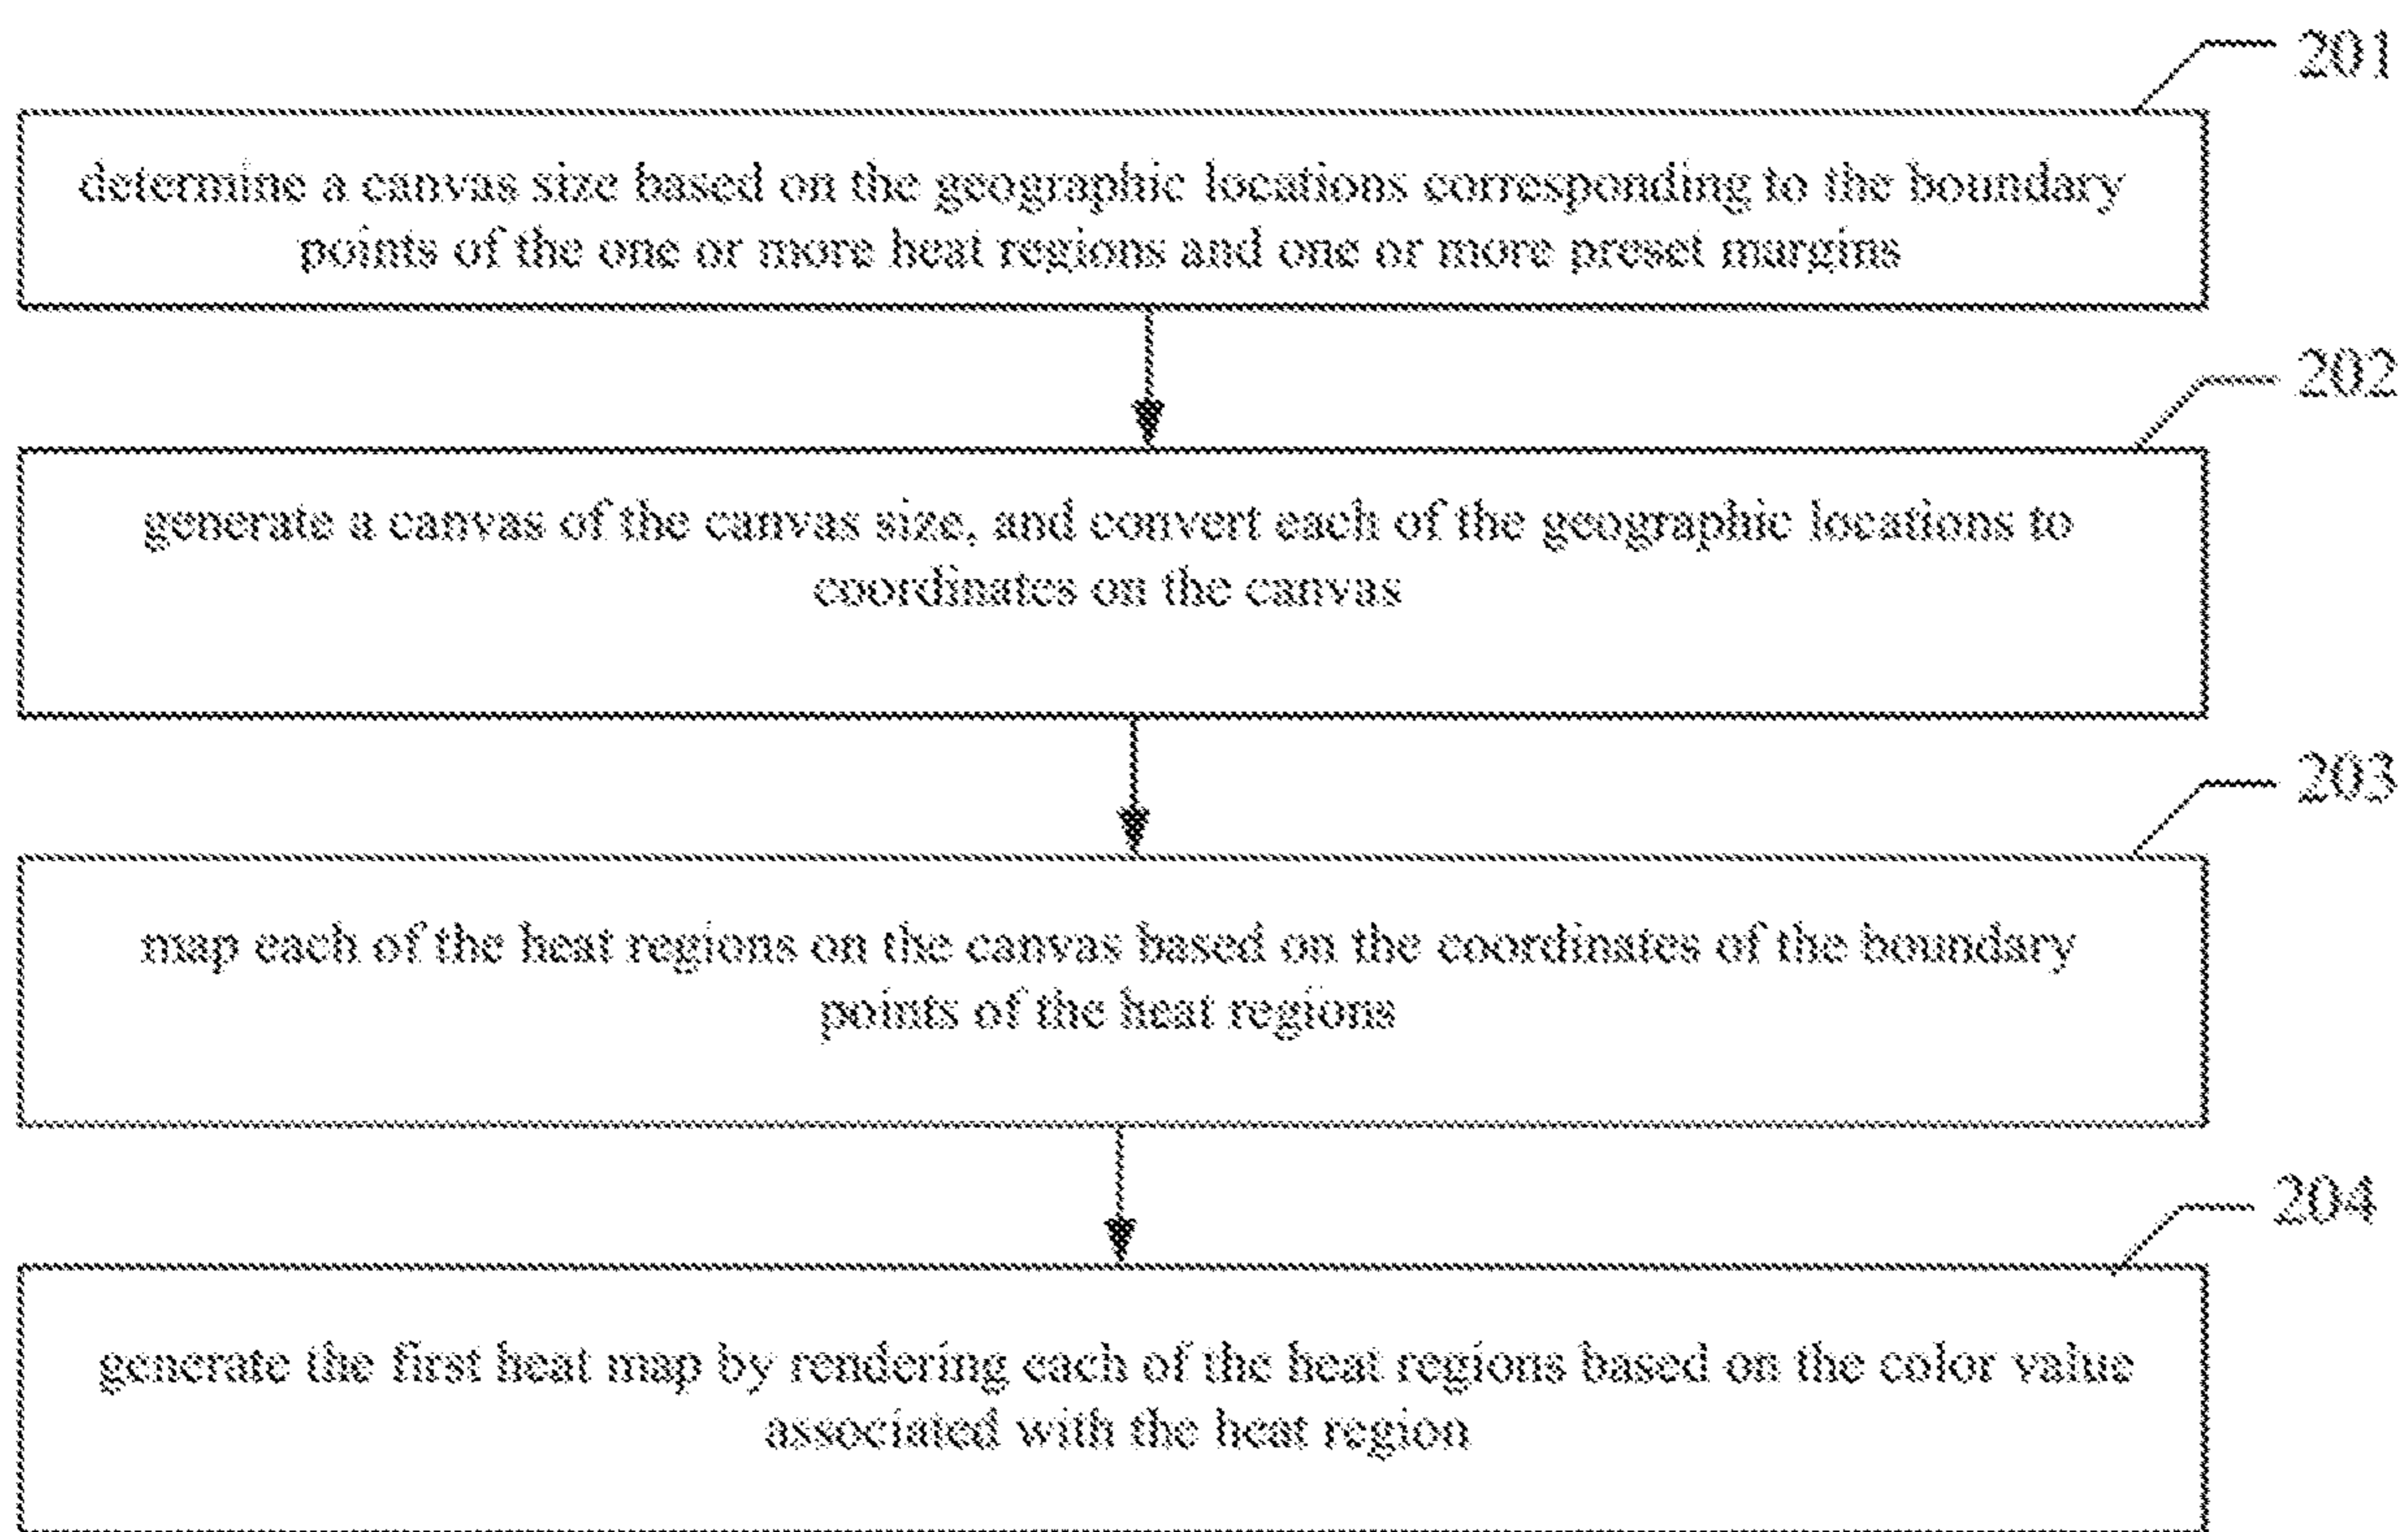 201
determine a canvas size based on the geographic locations corresponding to the boundary
points of the one or more heat regions and one or more preset margins
202
generate a canvas of the canvas size, and convert each of the geographic locations to
coordinates on the canvas
203
map each of the heat regions on the canvas based on the coordinates of the boundary
points of the heat regions
204
generate the first heat map by rendering each of the heat regions based on the color value
associated with the heat region